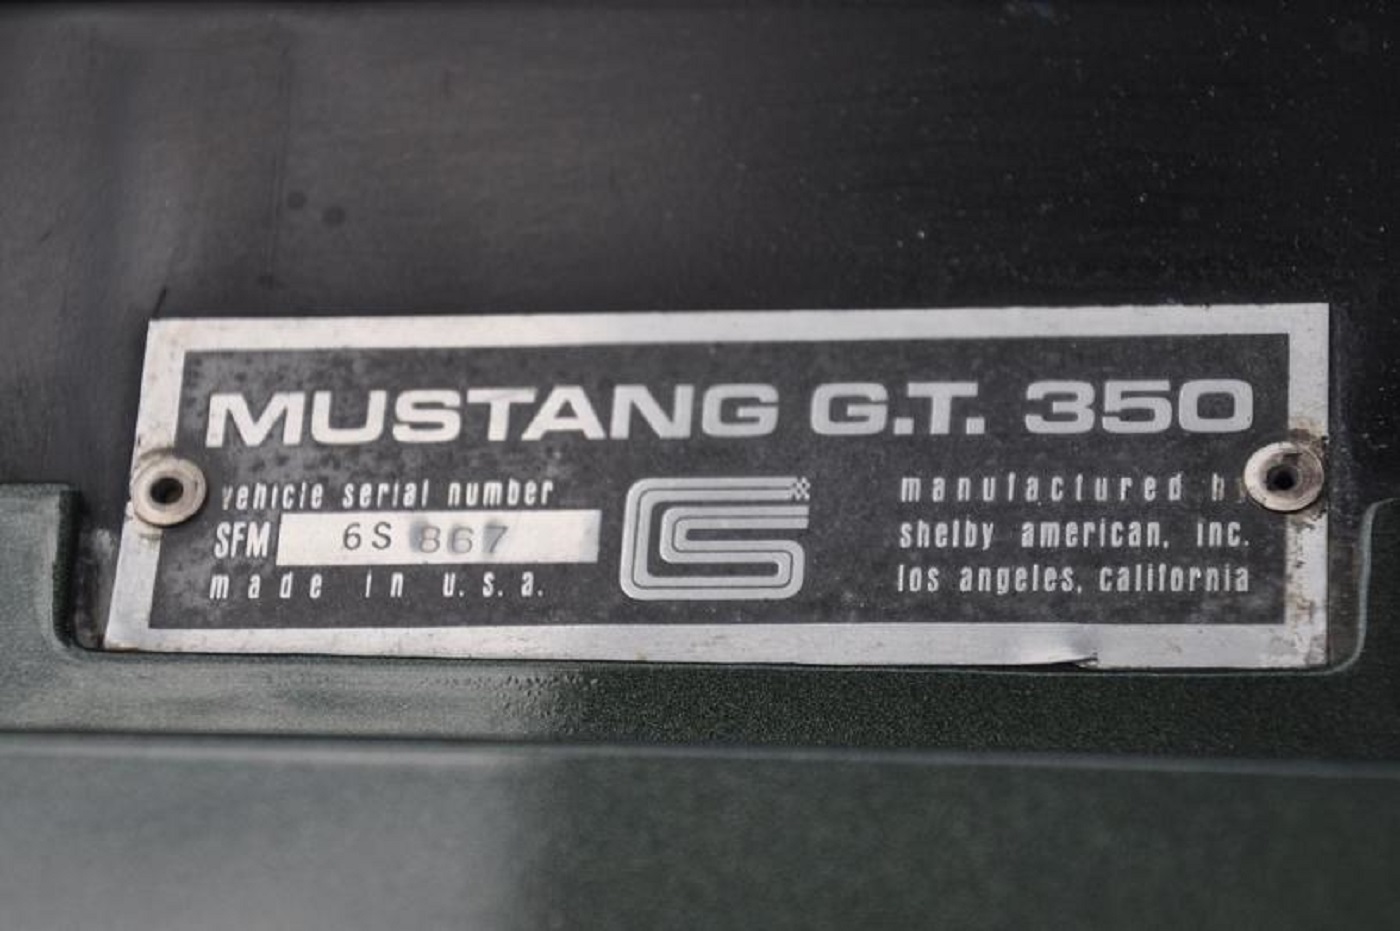 MUSTANG G.T. 350
vehicle serial number
SFM 6S 867
made in u.s.a.
manufactured by
shelby american, inc.
los angeles, california